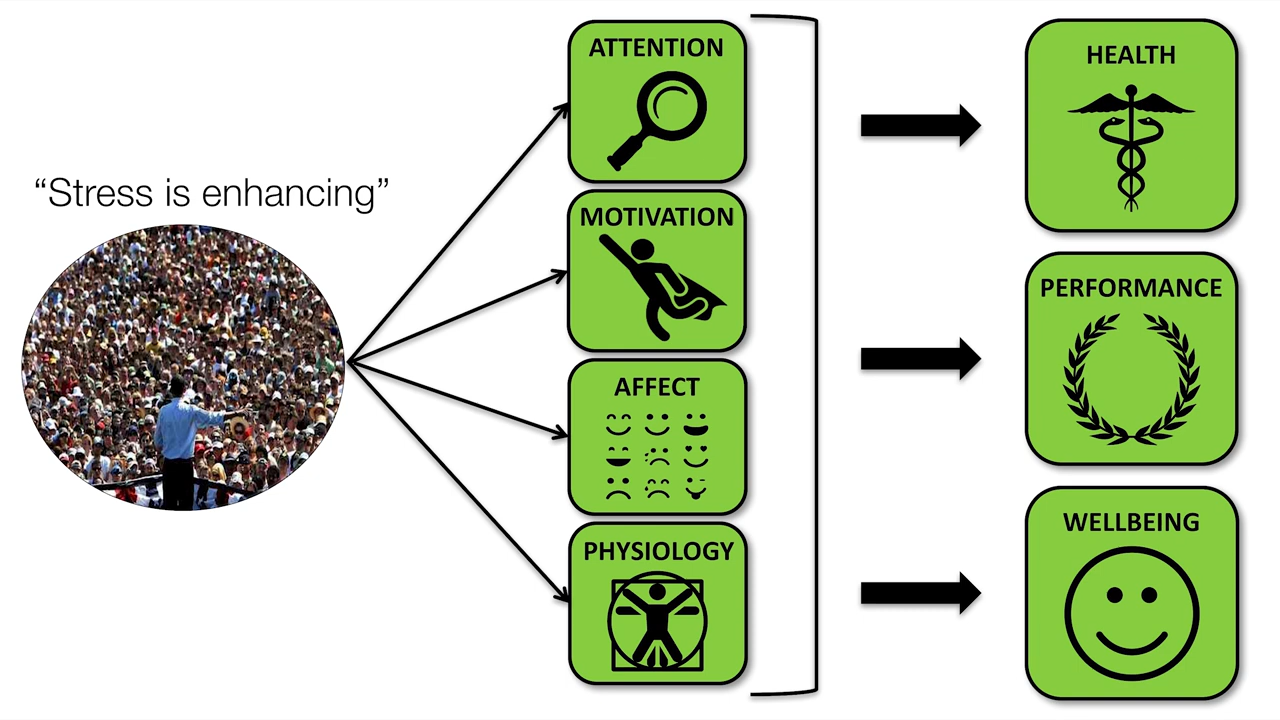 “Stress is enhancing”
ATTENTION
MOTIVATION
AFFECT
PHYSIOLOGY
HEALTH
PERFORMANCE
WELLBEING